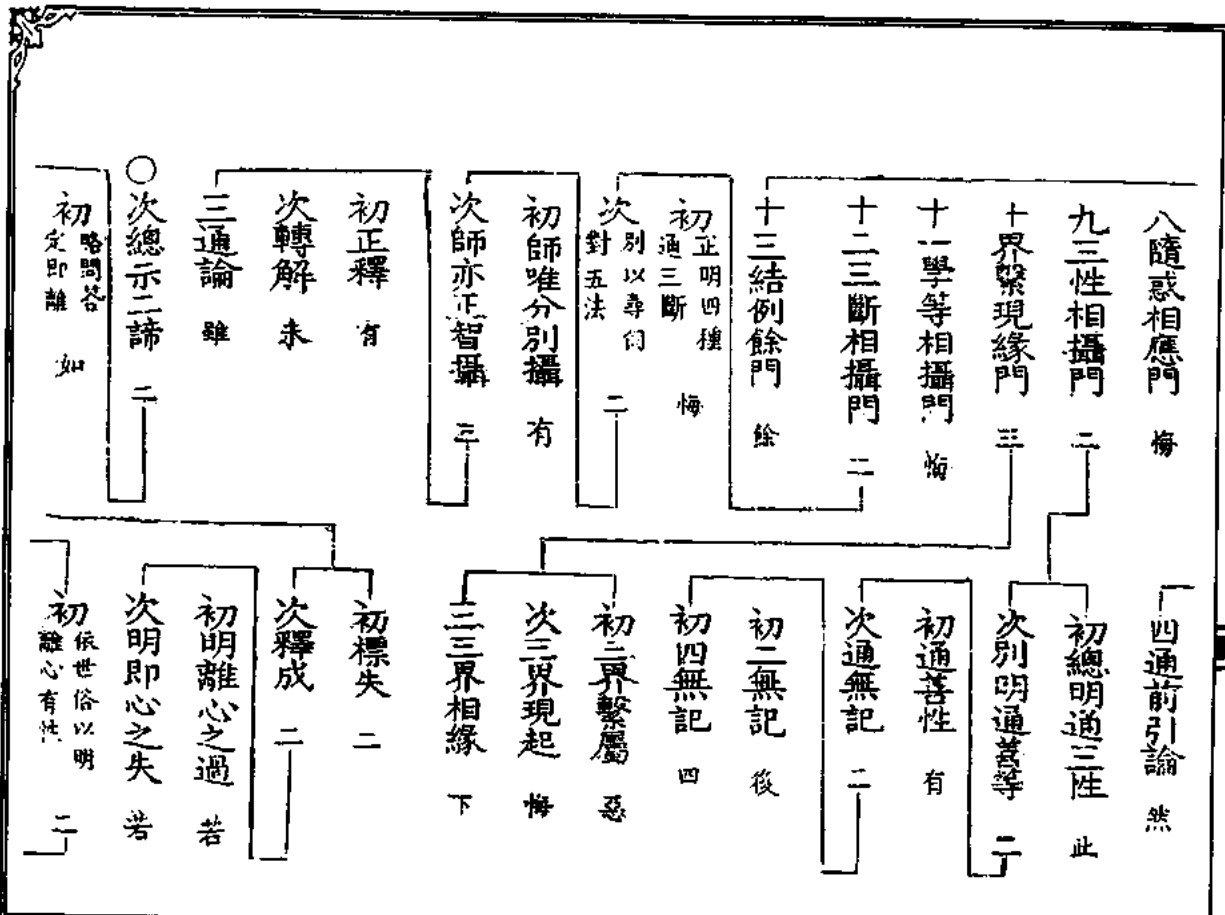 八隨惑相應門 悔
九三性相攝門 二
十界繫現緣門 三
十一學等相攝門 悔
十二三斷相攝門 二
十三結例餘門 餘
初正明四種通三斷 悔
次別以尋伺對五法 二
初師唯分別攝 有
次師亦正智攝 三
初正釋 有
次轉解 未
三通論 雖
○次總示二諦 二
初略問答定即離 如
四通前引論 然
初總明通三性 此
次別明通善等 二
初通善性 有
次通無記 二
初二無記 後
初四無記 四
初三界繫屬 惡
次三界現起 悔
三三界相緣 下
初標失 二
次釋成 二
初明離心之過 若
次明即心之失 若
初依世俗以明離心有性 二